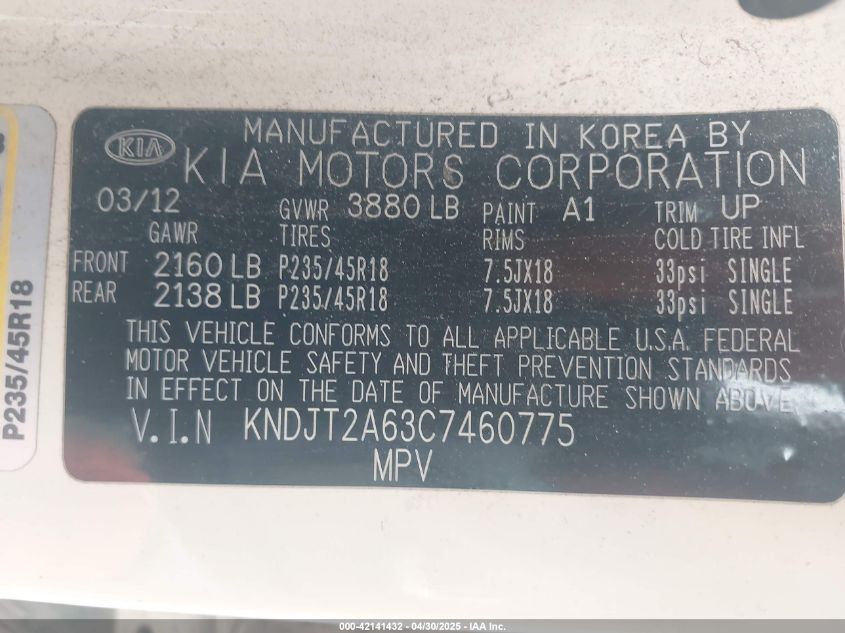 MANUFACTURED IN KOREA BY
KIA KIA MOTORS CORPORATION
03/12 GVWR 3880 LB PAINT A1 TRIM UP
GAWR TIRES RIMS COLD TIRE INFL
FRONT 2160 LB P235/45R18 7.5JX18 33psi SINGLE
REAR 2138 LB P235/45R18 7.5JX18 33psi SINGLE
THIS VEHICLE CONFORMS TO ALL APPLICABLE U.S.A. FEDERAL
MOTOR VEHICLE SAFETY AND THEFT PREVENTION STANDARDS
IN EFFECT ON THE DATE OF MANUFACTURE SHOWN ABOVE.
V.I.N KNDJT2A63C7460775
MPV
P235/45R18
000-42141432 - 04/30/2025 - IAA Inc.